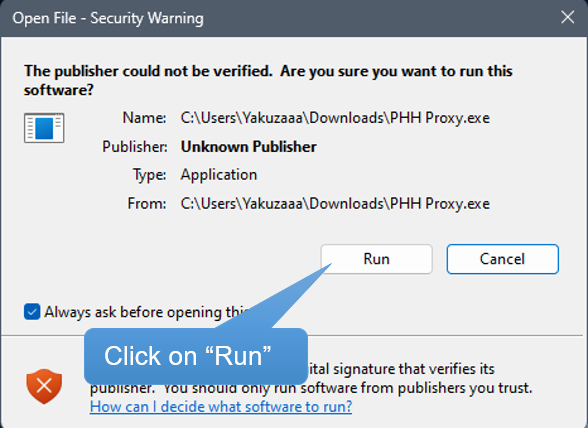 Open File - Security Warning
The publisher could not be verified.  Are you sure you want to run this
software?
Name: C:\Users\Yakuzaaa\Downloads\PHH Proxy.exe
Publisher: Unknown Publisher
Type: Application
From: C:\Users\Yakuzaaa\Downloads\PHH Proxy.exe
Run Cancel
Always ask before opening this
Click on “Run”
ital signature that verifies its
publisher.  You should only run software from publishers you trust.
How can I decide what software to run?